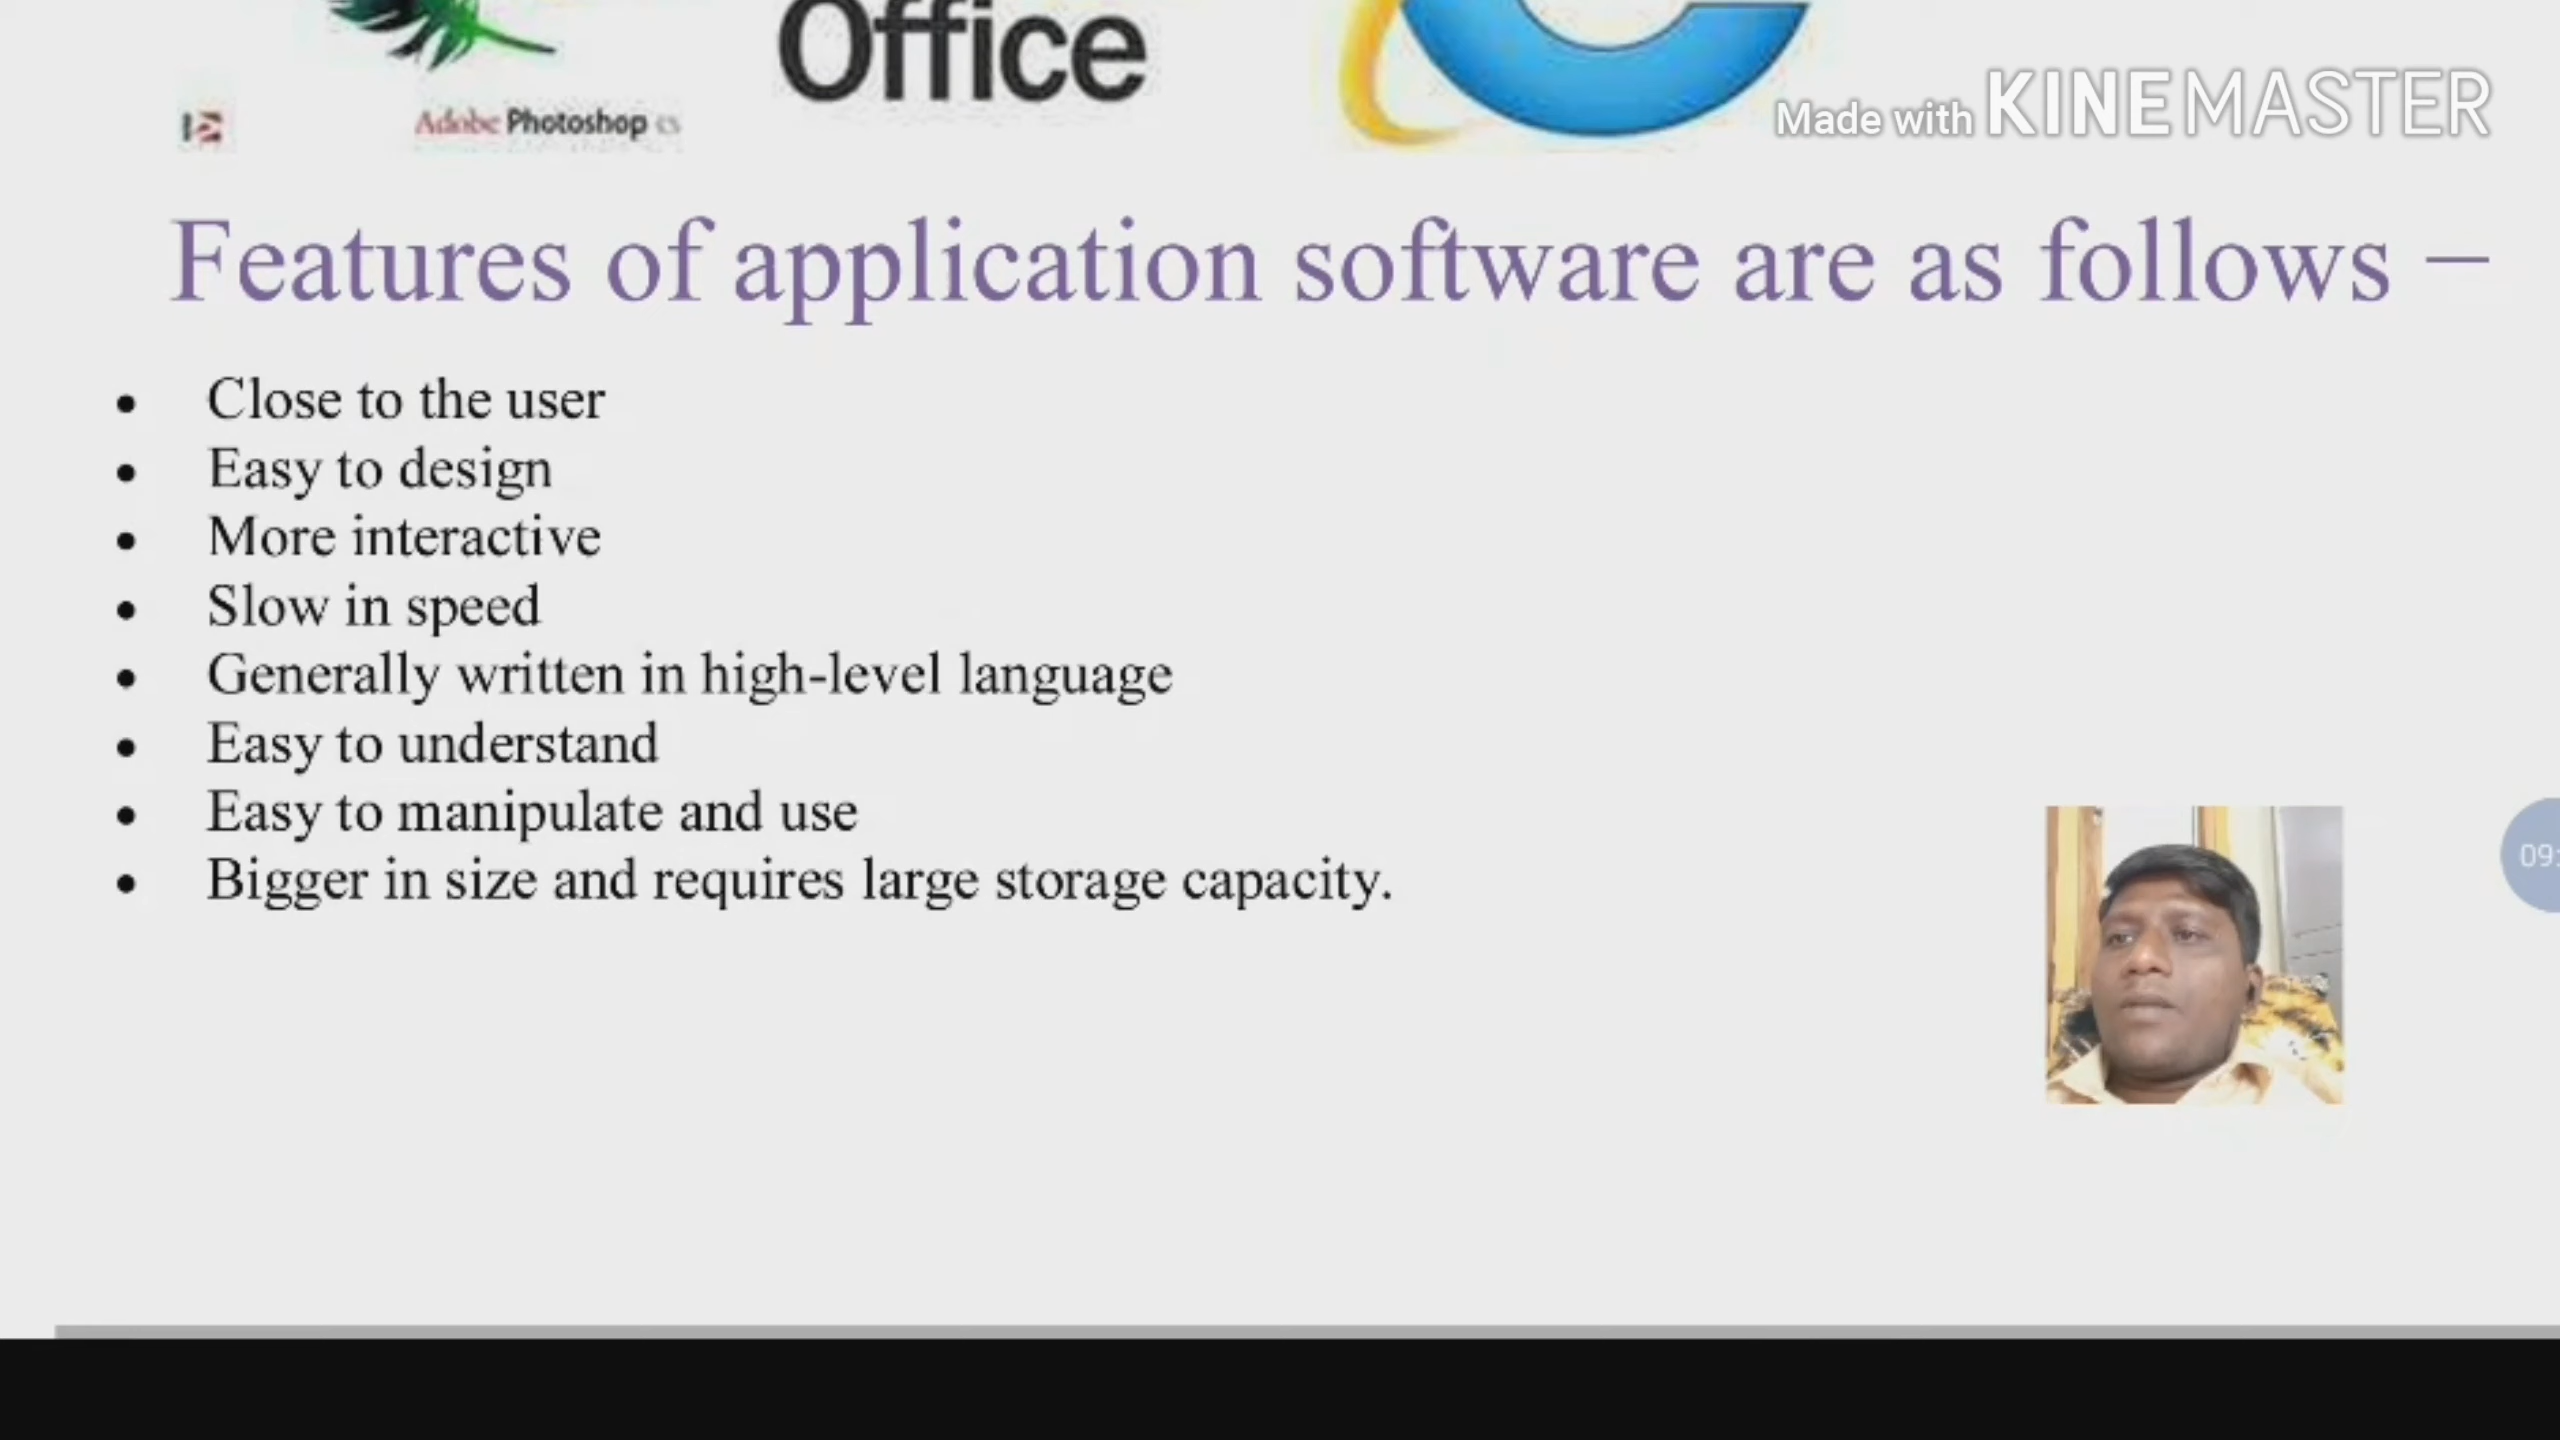 Office
Adobe Photoshop cs
Made with KINEMASTER
Features of application software are as follows –
• Close to the user
• Easy to design
• More interactive
• Slow in speed
• Generally written in high-level language
• Easy to understand
• Easy to manipulate and use
• Bigger in size and requires large storage capacity.
09: